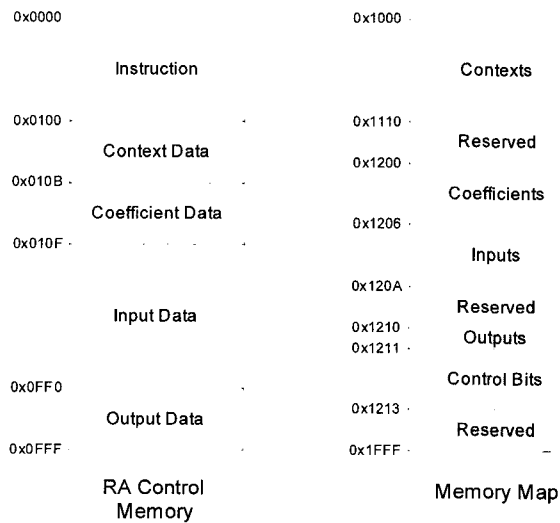 0x0000
Instruction
0x0100
Context Data
0x010B
Coefficient Data
0x010F
Input Data
0x0FF0
Output Data
0x0FFF
RA Control
Memory
0x1000
Contexts
0x1110
Reserved
0x1200
Coefficients
0x1206
Inputs
0x120A
Reserved
0x1210
Outputs
0x1211
Control Bits
0x1213
Reserved
0x1FFF
Memory Map